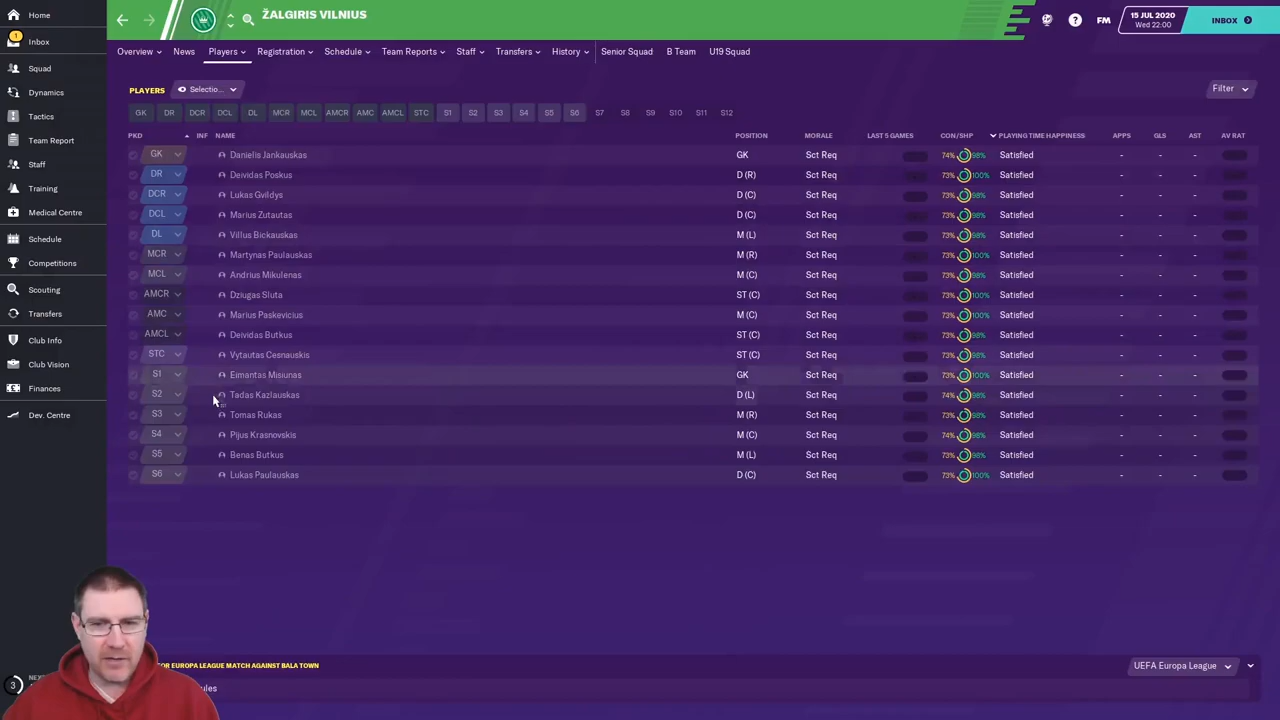 Home
ŽALGIRIS VILNIUS
15 JUL 2020
Wed 22:00
INBOX
FM
1
Inbox
Overview
News
Players
Registration
Schedule
Team Reports
Staff
Transfers
History
Senior Squad
B Team
U19 Squad
Squad
Dynamics
Tactics
Team Report
Staff
Training
Medical Centre
Schedule
Competitions
Scouting
Transfers
Club Info
Club Vision
Finances
Dev. Centre
PLAYERS
Selectio...
Filter
GK DR DCR DCL DL MCR MCL AMCR AMC AMCL STC S1 S2 S3 S4 S5 S6 S7 S8 S9 S10 S11 S12
PKD INF NAME POSITION MORALE LAST 5 GAMES CON/SHP PLAYING TIME HAPPINESS APPS GLS AST AV RAT
GK Danielis Jankauskas GK Sct Req 74% 98% Satisfied - - -
DR Deividas Poskus D (R) Sct Req 73% 100% Satisfied - - -
DCR Lukas Gvildys D (C) Sct Req 73% 98% Satisfied - - -
DCL Marius Zutautas D (C) Sct Req 73% 98% Satisfied - - -
DL Villus Bickauskas M (L) Sct Req 73% 98% Satisfied - - -
MCR Martynas Paulauskas M (R) Sct Req 73% 100% Satisfied - - -
MCL Andrius Mikulenas M (C) Sct Req 73% 98% Satisfied - - -
AMCR Dziugas Sluta ST (C) Sct Req 73% 100% Satisfied - - -
AMC Marius Paskevicius M (C) Sct Req 73% 100% Satisfied - - -
AMCL Deividas Butkus ST (C) Sct Req 73% 98% Satisfied - - -
STC Vytautas Cesnauskis ST (C) Sct Req 73% 98% Satisfied - - -
S1 Eimantas Misiunas GK Sct Req 73% 100% Satisfied - - -
S2 Tadas Kazlauskas D (L) Sct Req 74% 98% Satisfied - - -
S3 Tomas Rukas M (R) Sct Req 73% 98% Satisfied - - -
S4 Pijus Krasnovskis M (C) Sct Req 74% 98% Satisfied - - -
S5 Benas Butkus M (L) Sct Req 73% 98% Satisfied - - -
S6 Lukas Paulauskas D (C) Sct Req 73% 100% Satisfied - - -
OR EUROPA LEAGUE MATCH AGAINST BALA TOWN
UEFA Europa League
3